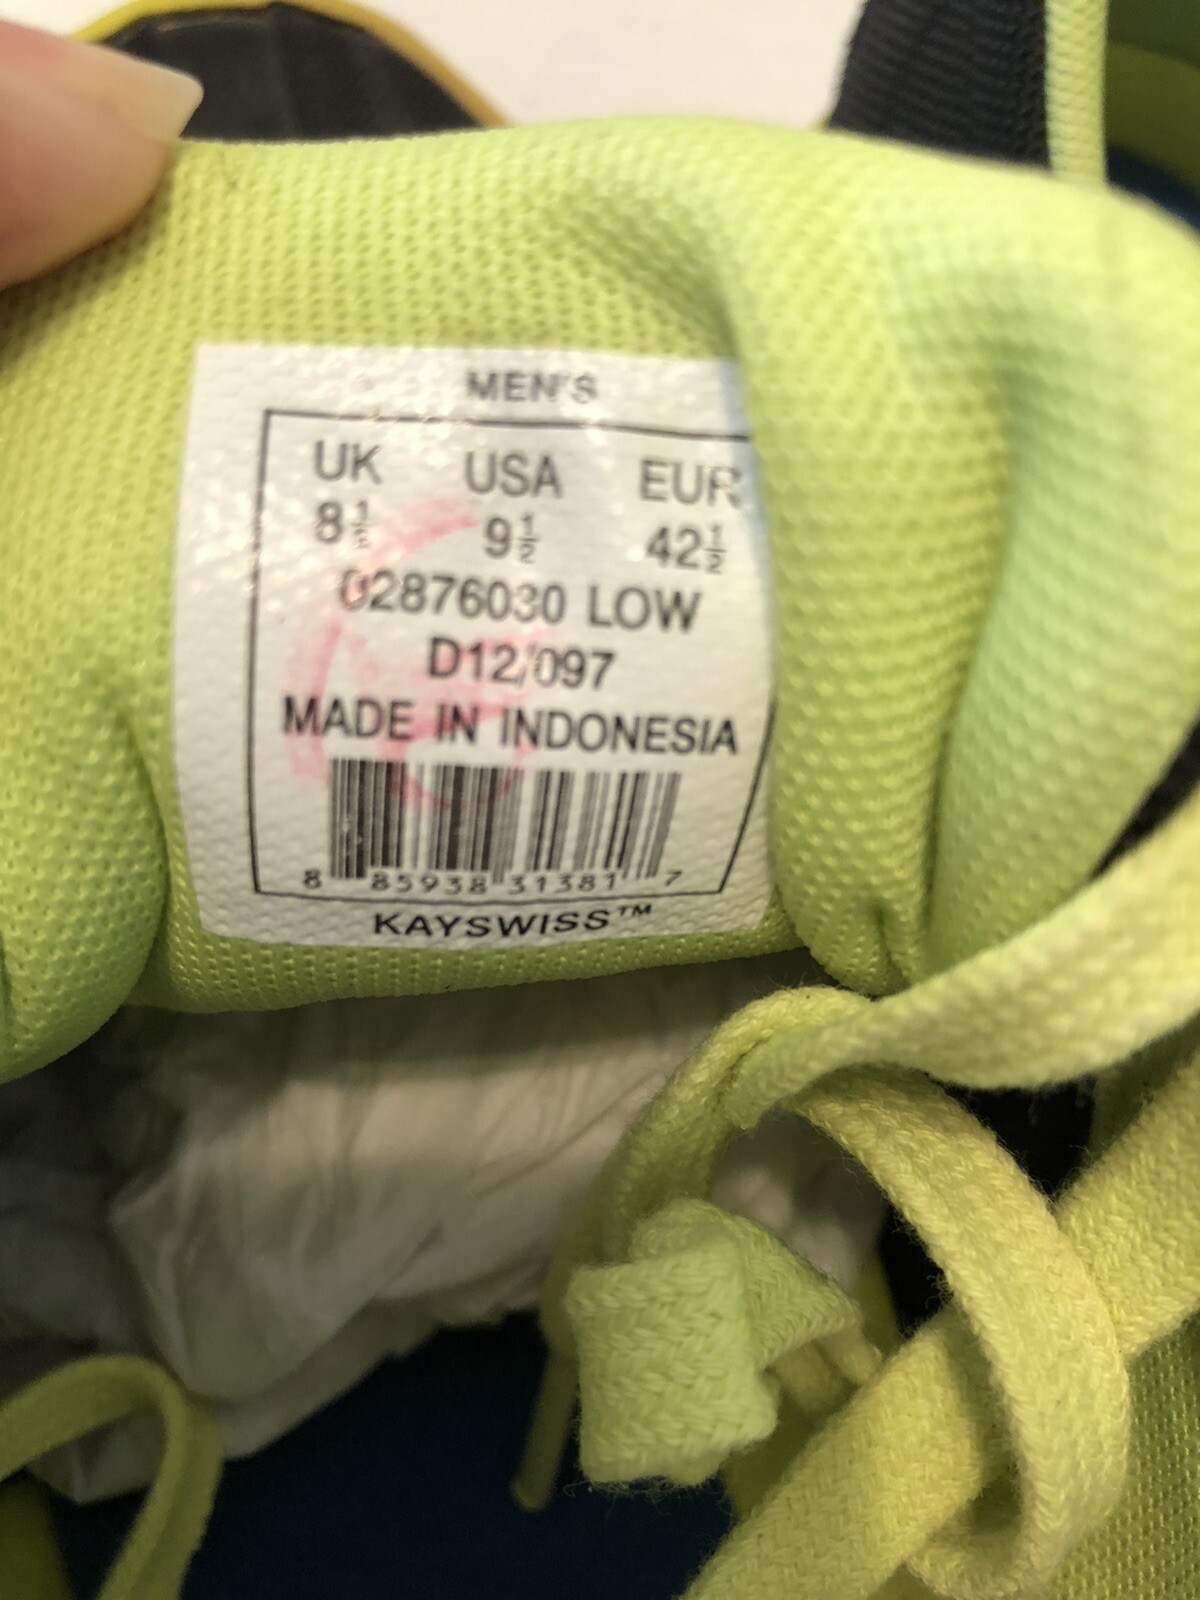 MEN'S
UK USA EUR
8½ 9½ 42½
02876030 LOW
D12/097
MADE IN INDONESIA
8 85938 31381 7
KAYSWISS™